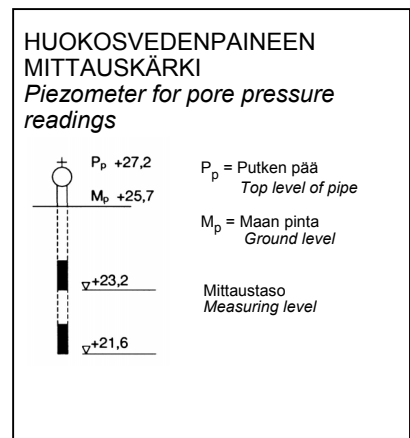 HUOKOSVEDENPAINEEN
MITTAUSKÄRKI
Piezometer for pore pressure
readings
Pp +27,2
Pp = Putken pää
Top level of pipe
Mp +25,7
Mp = Maan pinta
Ground level
+23,2
Mittaustaso
Measuring level
+21,6